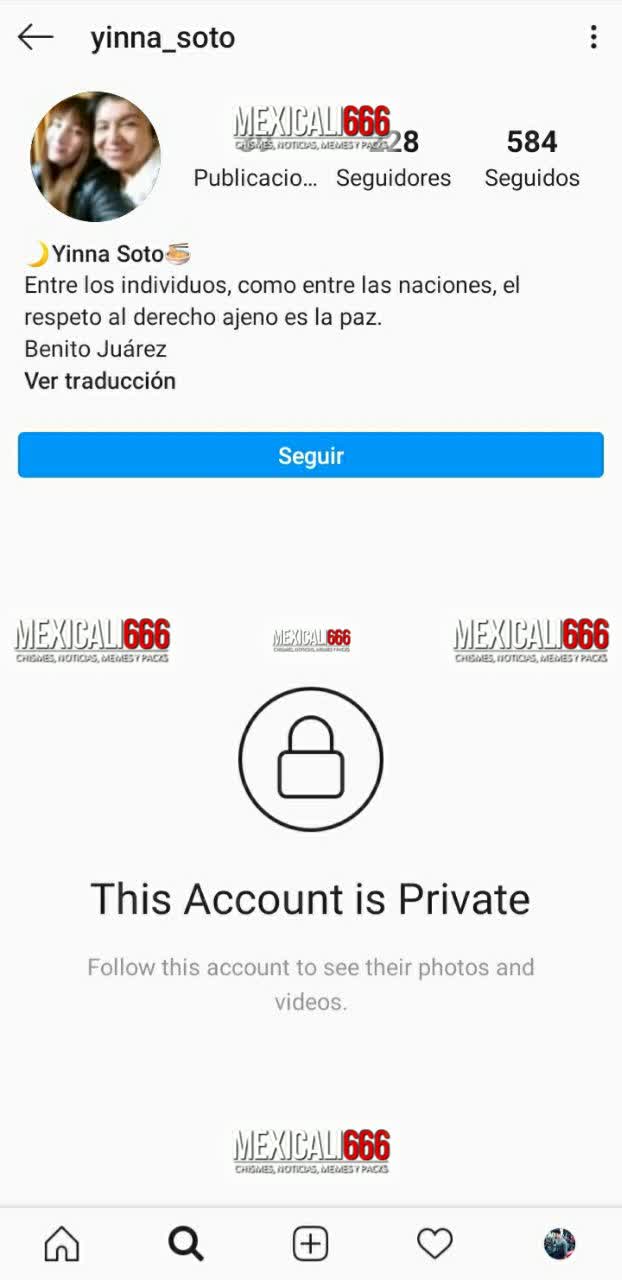 yinna_soto
MEXICALI666
CHISMES, NOTICIAS, MEMES Y PACKS
28
584
Publicacio...
Seguidores
Seguidos
🌙Yinna Soto🍜
Entre los individuos, como entre las naciones, el
respeto al derecho ajeno es la paz.
Benito Juárez
Ver traducción
Seguir
MEXICALI666
CHISMES, NOTICIAS, MEMES Y PACKS
MEXICALI666
CHISMES, NOTICIAS, MEMES Y PACKS
MEXICALI666
CHISMES, NOTICIAS, MEMES Y PACKS
This Account is Private
Follow this account to see their photos and
videos.
MEXICALI666
CHISMES, NOTICIAS, MEMES Y PACKS